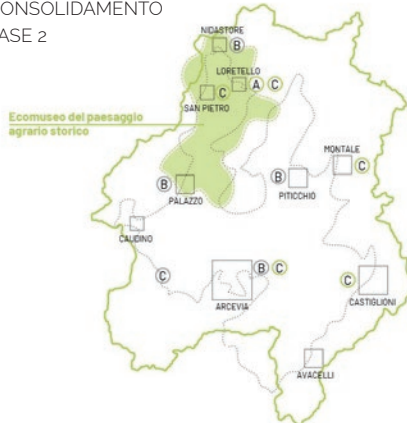 ONSOLIDAMENTO
ASE 2
NIDASTORE
B
LORETELLO
A C
C
SAN PIETRO
Ecomuseo del paesaggio
agrario storico
MONTALE
C
B
PALAZZO
B
PITICCHIO
CAUDINO
C
B C
ARCEVIA
C
CASTIGLIONI
AVACELLI